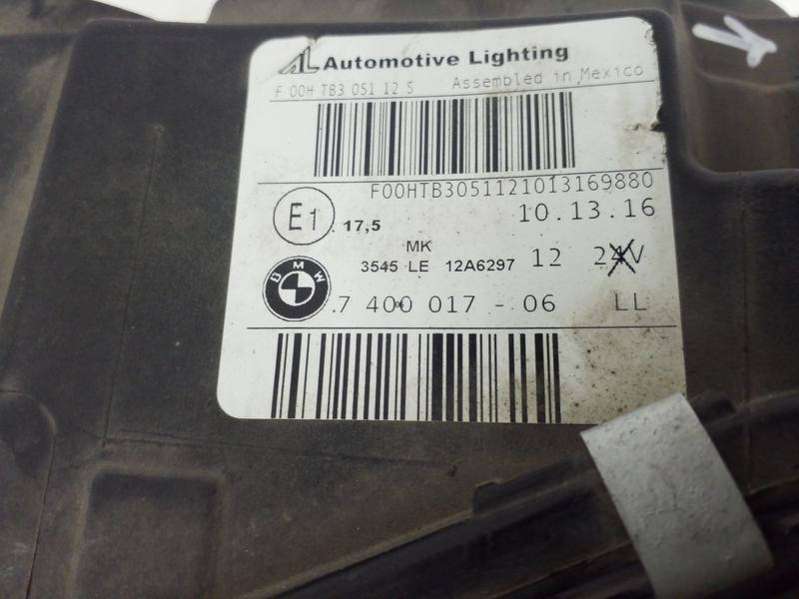 AL Automotive Lighting
F 00H TB3 051 12 S Assembled in Mexico
F00HTB3051121013169880
E1 17,5 10.13.16
MK
3545 LE 12A6297 12 24V
BMW 7 400 017 - 06 LL